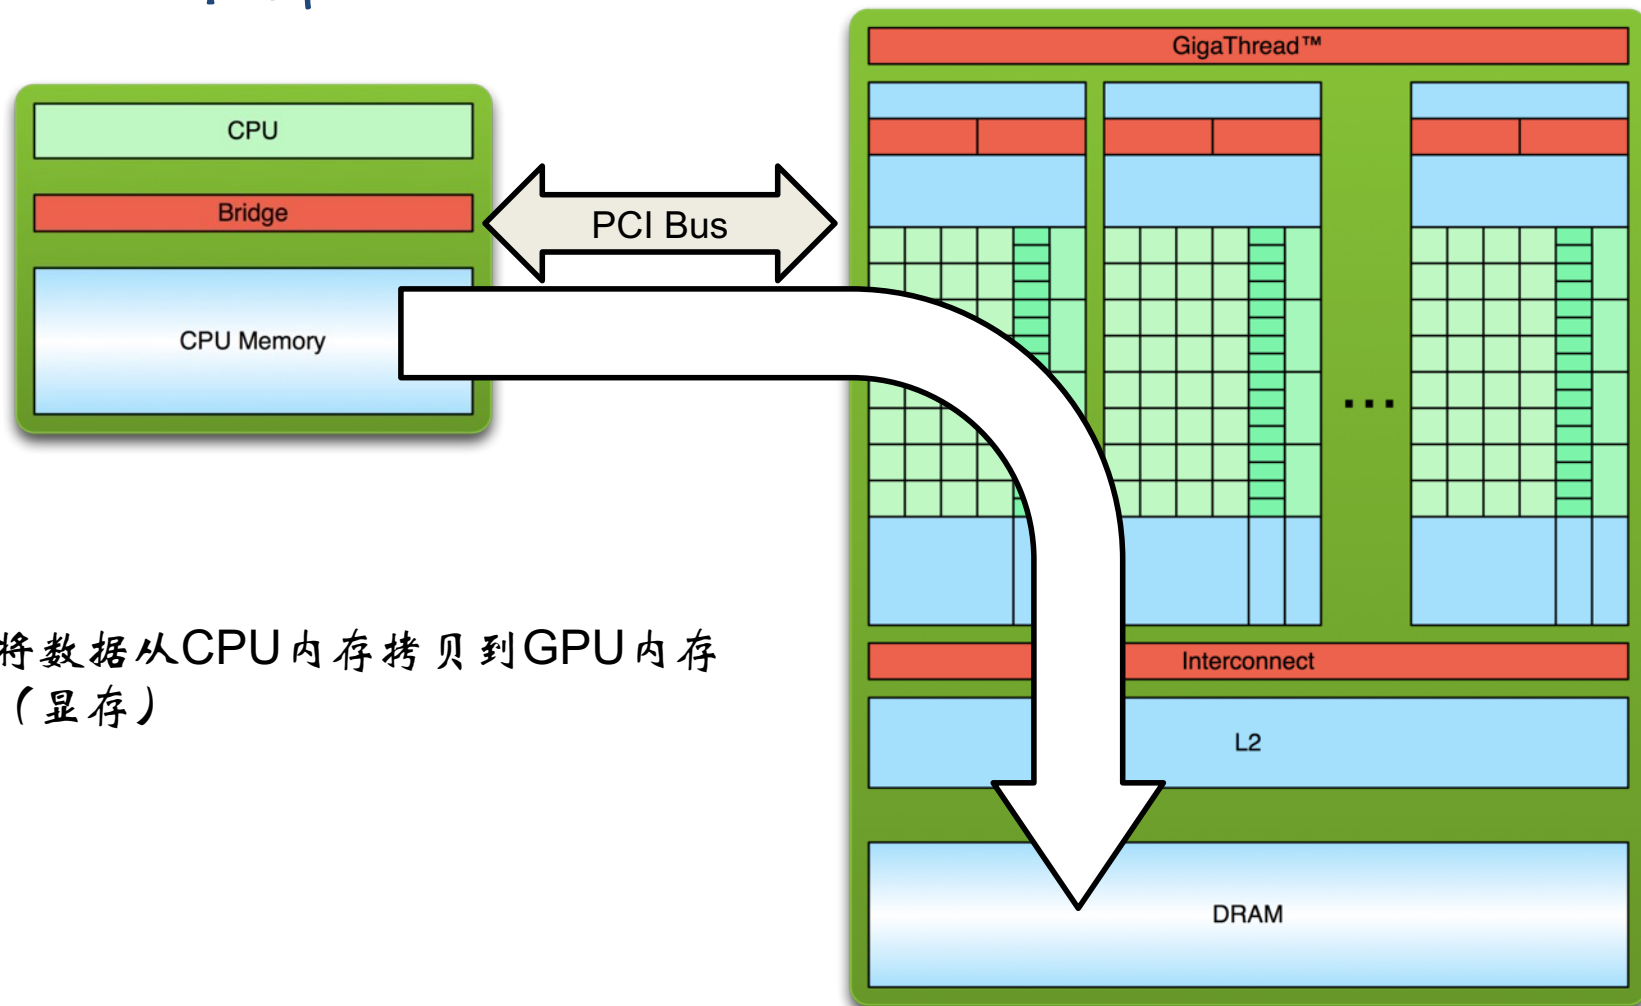 GigaThread™
CPU
Bridge
PCI Bus
CPU Memory
...
将数据从CPU内存拷贝到GPU内存
（显存）
Interconnect
L2
DRAM